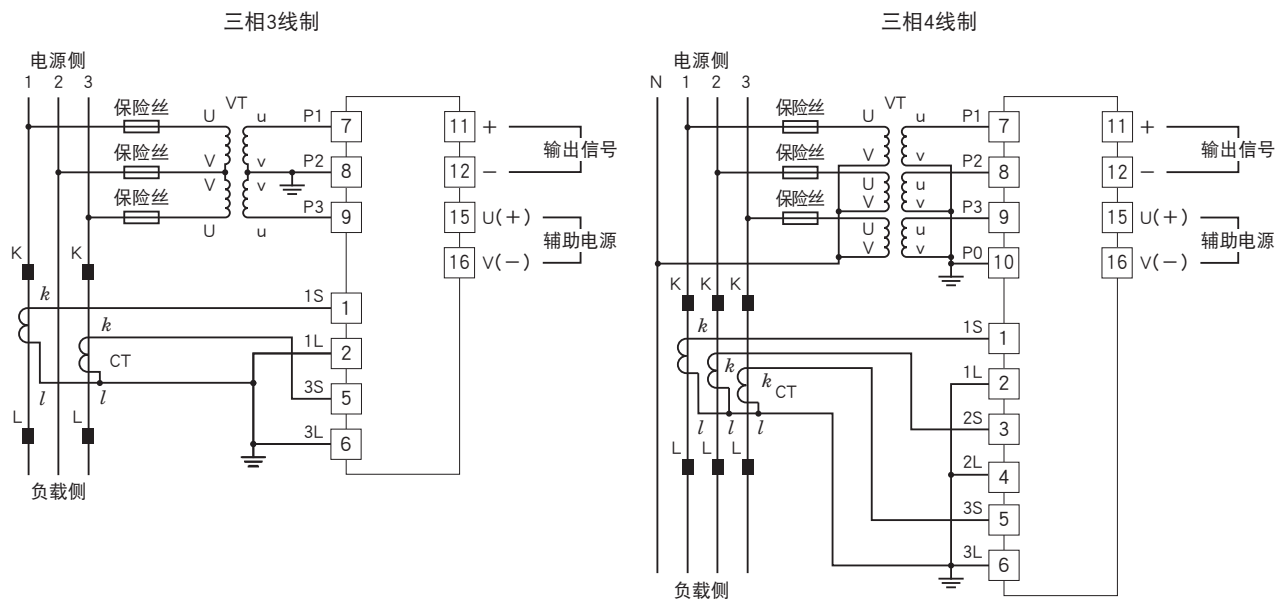 三相3线制
电源侧
1 2 3
保险丝
U VT u P1 7 11 +
输出信号
保险丝
V v P2 8 12 −
V v
保险丝
P3 9 15 U(+)
U u
辅助电源
16 V(−)
K K
k 1S 1
k
CT
1L 2
l l 3S 5
L L
3L 6
负载侧
三相4线制
电源侧
N 1 2 3
保险丝
U VT u P1 7 11 +
输出信号
保险丝
V v P2 8 12 −
U u
保险丝
V v P3 9 15 U(+)
U u
辅助电源
V v P0 10 16 V(−)
K K K
k 1S 1
k
k CT
1L 2
l l l 2S 3
L L L
2L 4
3S 5
3L 6
负载侧